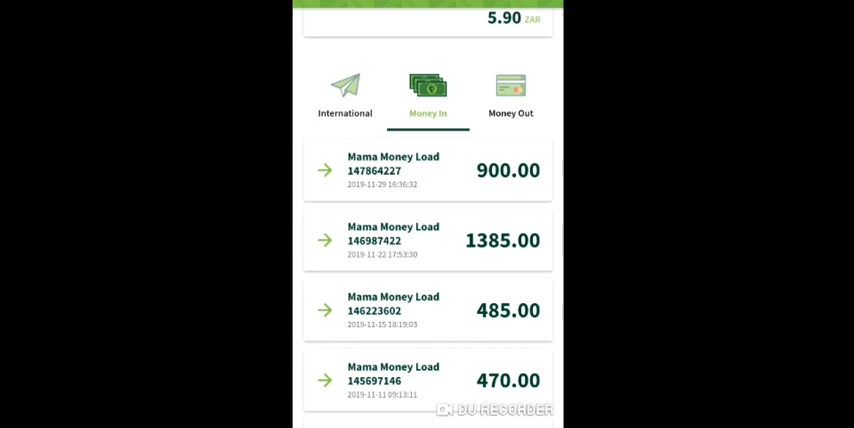 5.90 ZAR
International
Money In
Money Out
Mama Money Load
147864227
2019-11-29 16:36:32
900.00
Mama Money Load
146987422
2019-11-22 17:53:30
1385.00
Mama Money Load
146223602
2019-11-15 18:19:03
485.00
Mama Money Load
145697146
2019-11-11 09:13:11
470.00
DU RECORDER